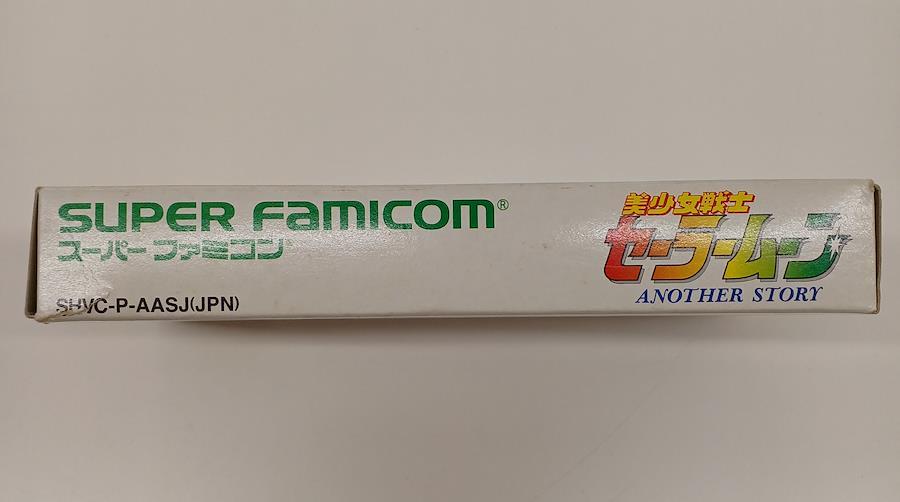 SUPER FAMICOM®
スーパーファミコン
SHVC-P-AASJ(JPN)
美少女戦士
セーラームーン
ANOTHER STORY